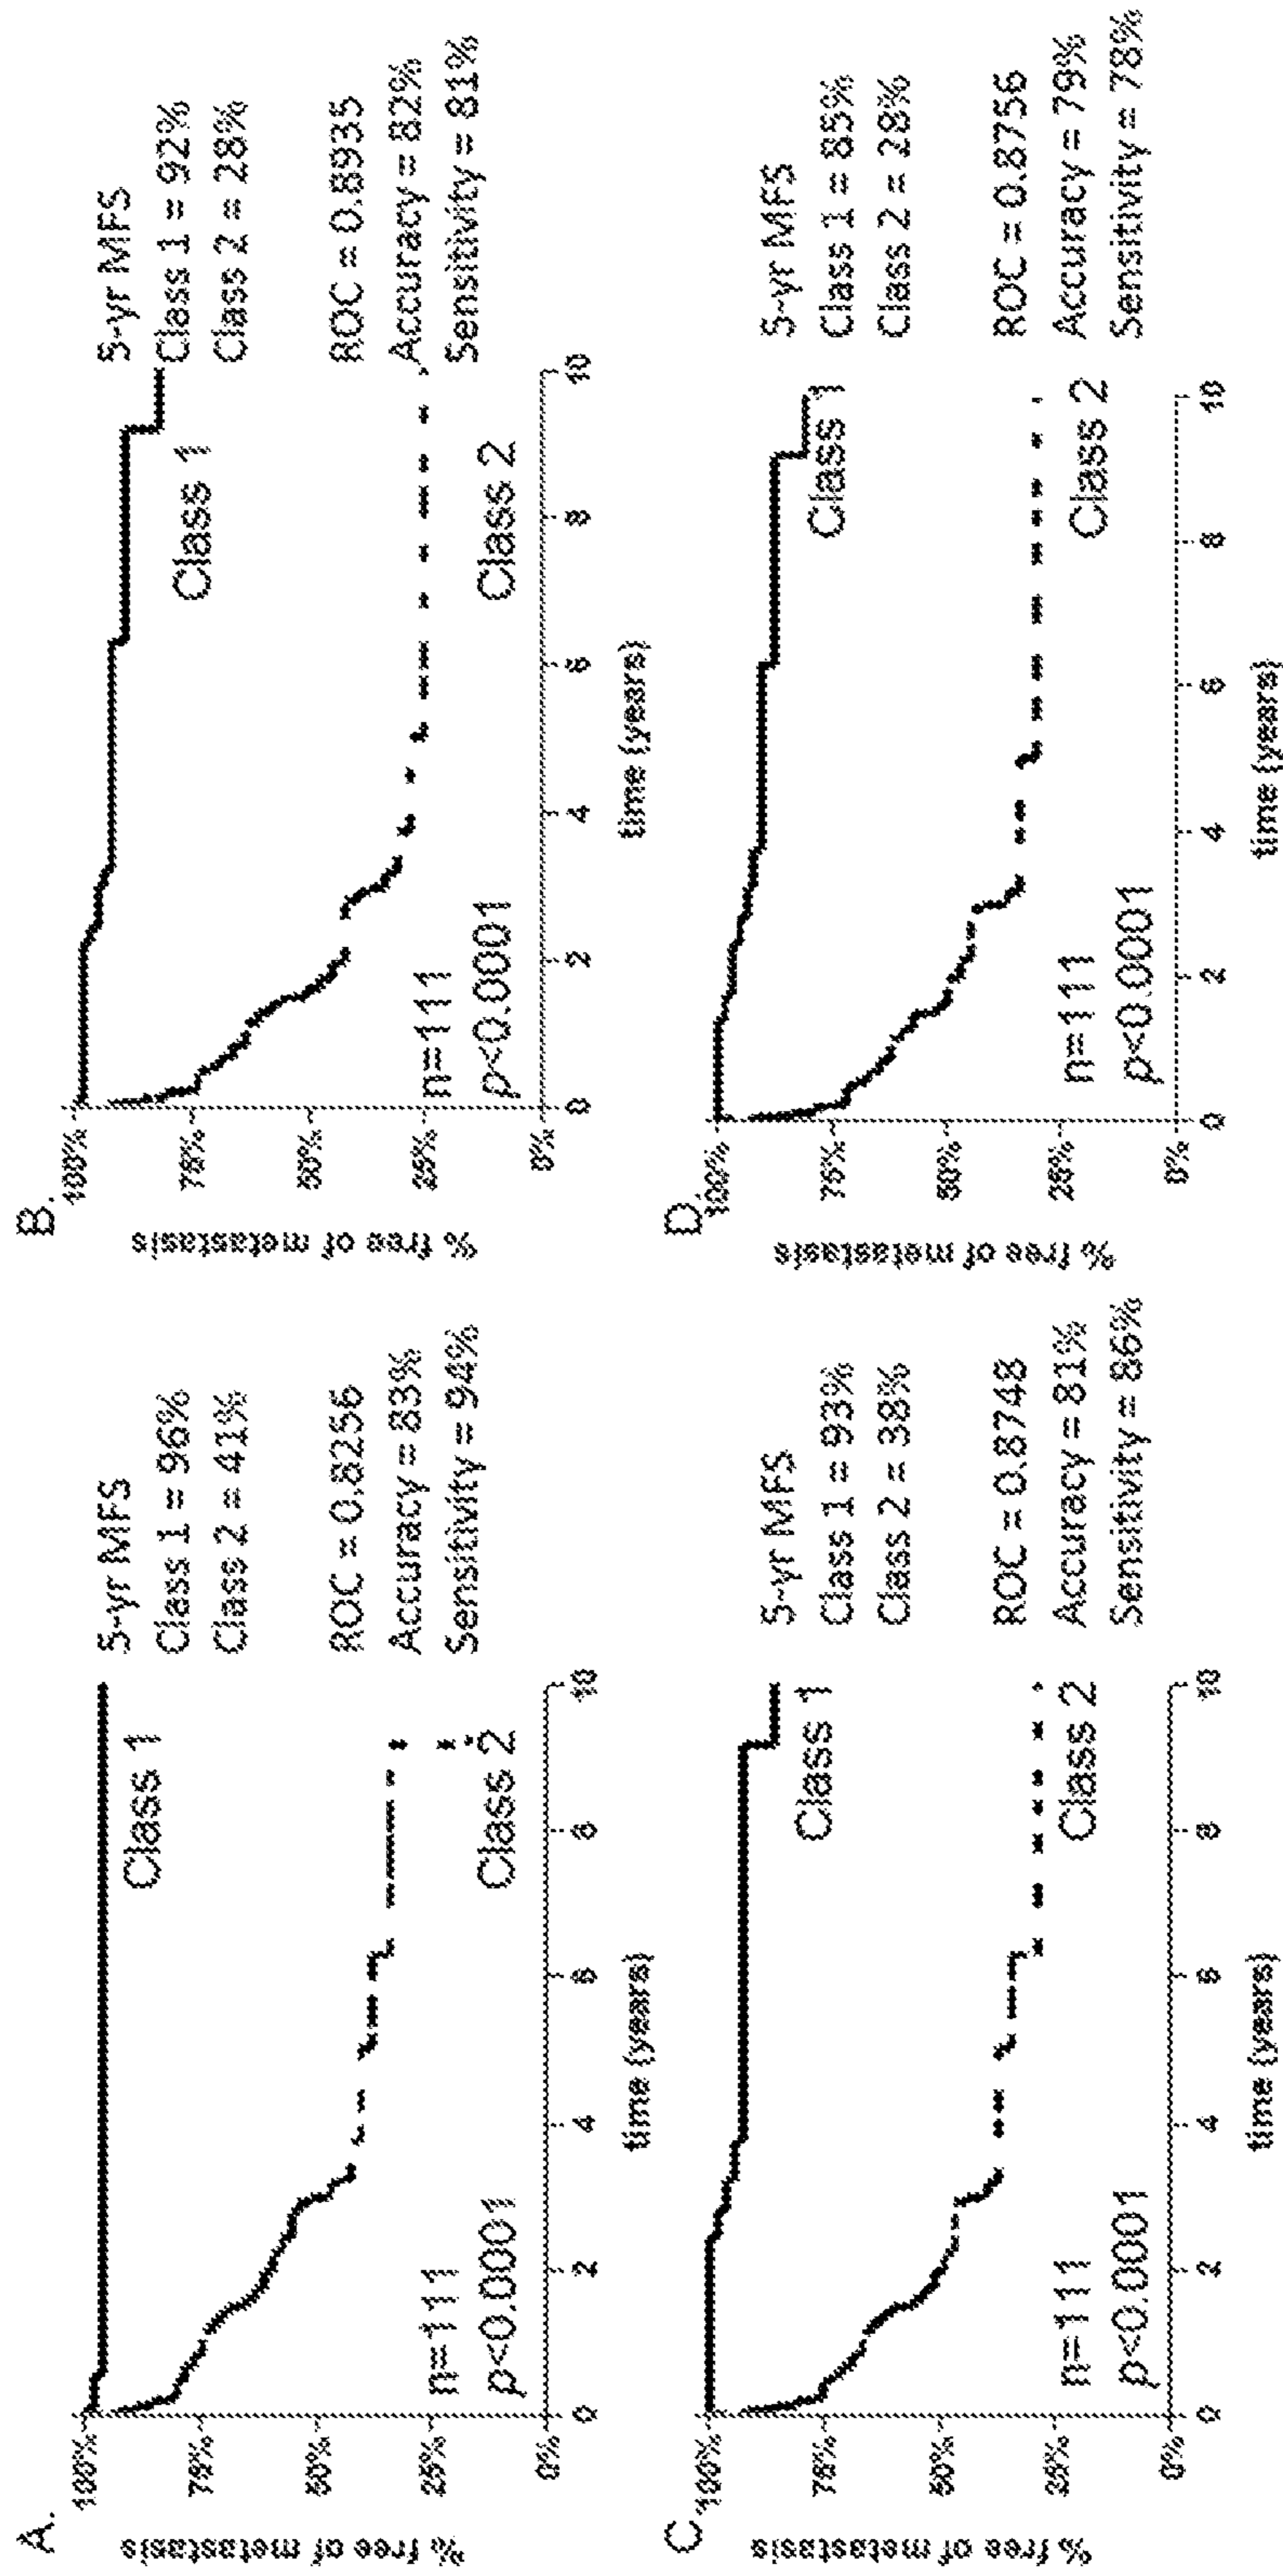 A.
% free of metastasis
100%
75%
50%
25%
0%
0 2 4 6 8 10
time (years)
n=111
p<0.0001
Class 1
Class 2
5-yr MFS
Class 1 = 96%
Class 2 = 41%
ROC = 0.8256
Accuracy = 83%
Sensitivity = 94%
B.
% free of metastasis
100%
75%
50%
25%
0%
0 2 4 6 8 10
time (years)
n=111
p<0.0001
Class 1
Class 2
5-yr MFS
Class 1 = 92%
Class 2 = 28%
ROC = 0.8935
Accuracy = 82%
Sensitivity = 81%
C.
% free of metastasis
100%
75%
50%
25%
0%
0 2 4 6 8 10
time (years)
n=111
p<0.0001
Class 1
Class 2
5-yr MFS
Class 1 = 93%
Class 2 = 38%
ROC = 0.8748
Accuracy = 81%
Sensitivity = 86%
D.
% free of metastasis
100%
75%
50%
25%
0%
0 2 4 6 8 10
time (years)
n=111
p<0.0001
Class 1
Class 2
5-yr MFS
Class 1 = 85%
Class 2 = 28%
ROC = 0.8756
Accuracy = 79%
Sensitivity = 78%